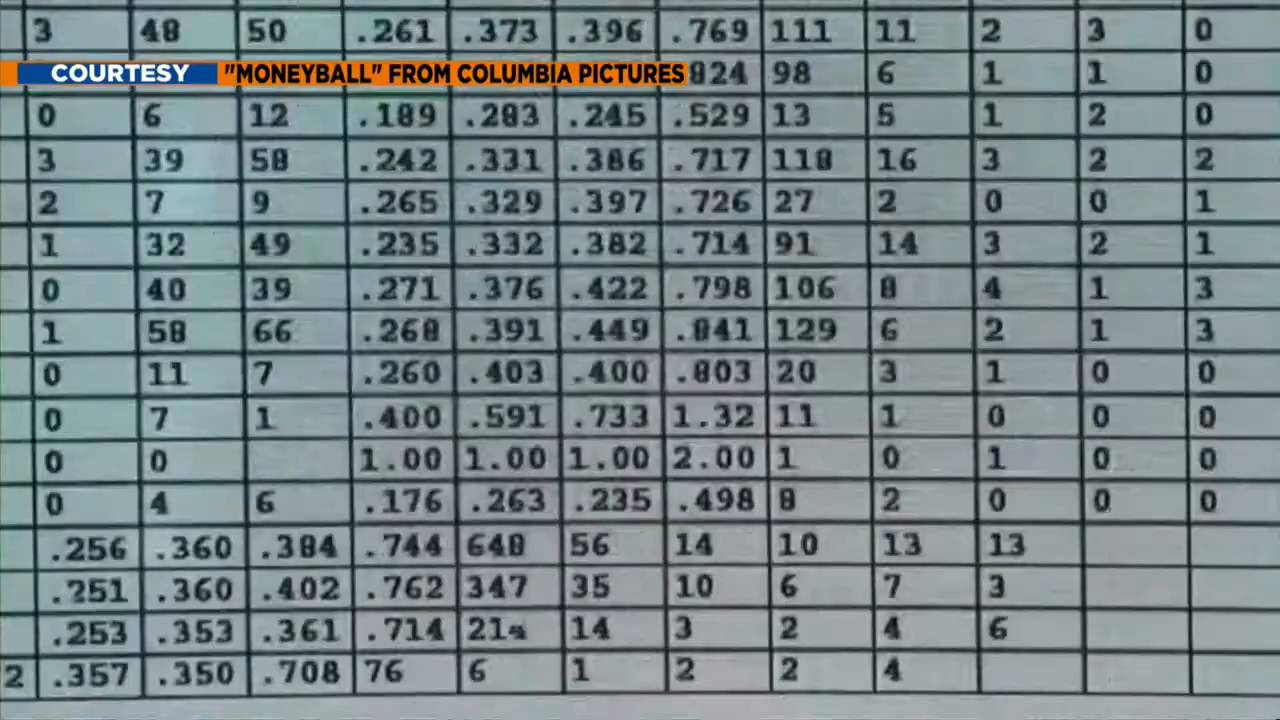 3 48 50 .261 .373 .396 .769 111 11 2 3 0
COURTESY "MONEYBALL" FROM COLUMBIA PICTURES 824 98 6 1 1 0
0 6 12 .189 .283 .245 .529 13 5 1 2 0
3 39 58 .242 .331 .386 .717 118 16 3 2 2
2 7 9 .265 .329 .397 .726 27 2 0 0 1
1 32 49 .235 .332 .382 .714 91 14 3 2 1
0 40 39 .271 .376 .422 .798 106 8 4 1 3
1 58 66 .268 .391 .449 .841 129 6 2 1 3
0 11 7 .260 .403 .400 .803 20 3 1 0 0
0 7 1 .400 .591 .733 1.32 11 1 0 0 0
0 0 1.00 1.00 1.00 2.00 1 0 1 0 0
0 4 6 .176 .263 .235 .498 8 2 0 0 0
.256 .360 .384 .744 648 56 14 10 13 13
.251 .360 .402 .762 347 35 10 6 7 3
.253 .353 .361 .714 14 3 2 4 6
2 .357 .350 .708 76 6 1 2 2 4